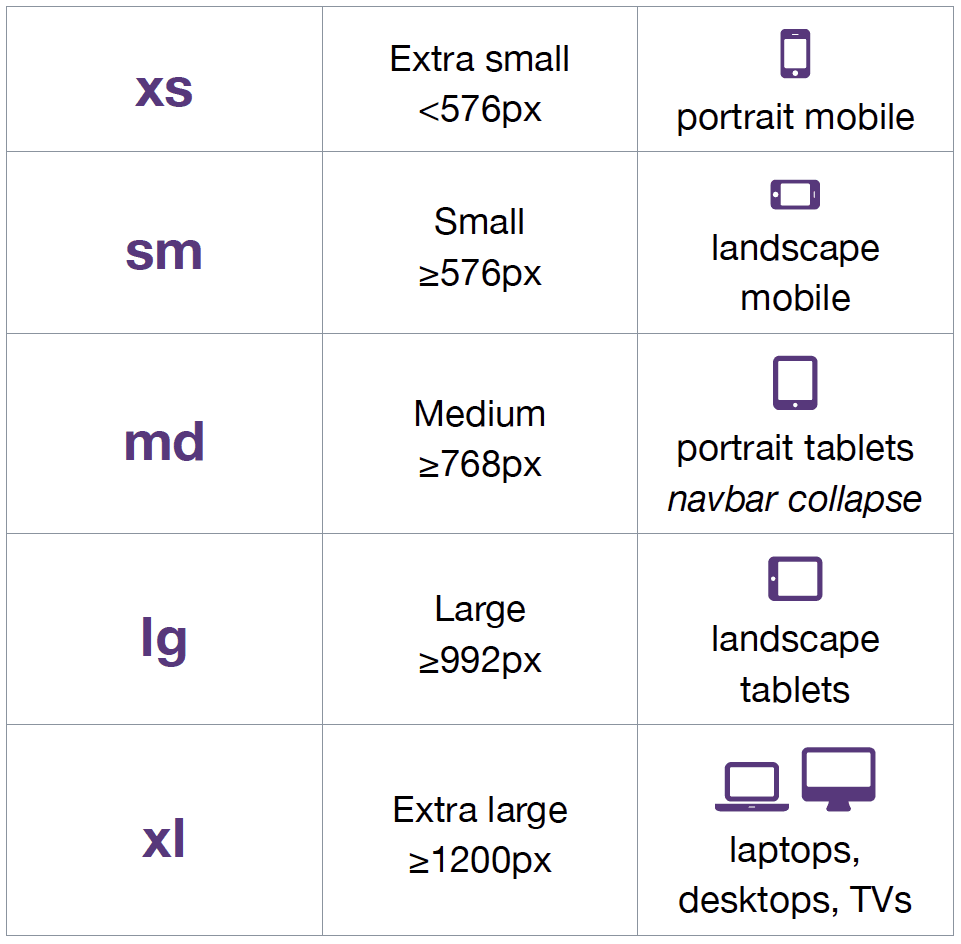 xs
Extra small
<576px
portrait mobile
sm
Small
≥576px
landscape
mobile
md
Medium
≥768px
portrait tablets
navbar collapse
lg
Large
≥992px
landscape
tablets
xl
Extra large
≥1200px
laptops,
desktops, TVs